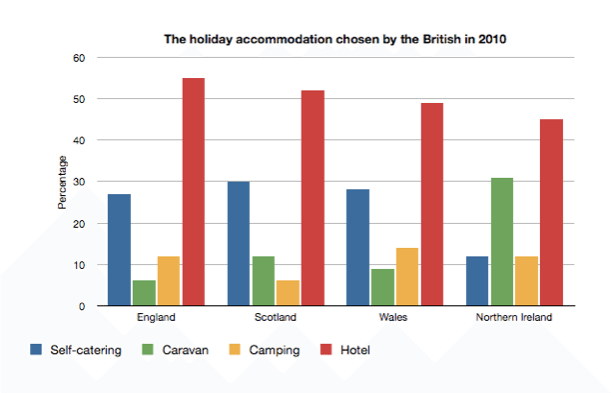 The holiday accommodation chosen by the British in 2010
60
50
40
30
20
10
0
Percentage
England Scotland Wales Northern Ireland
Self-catering Caravan Camping Hotel